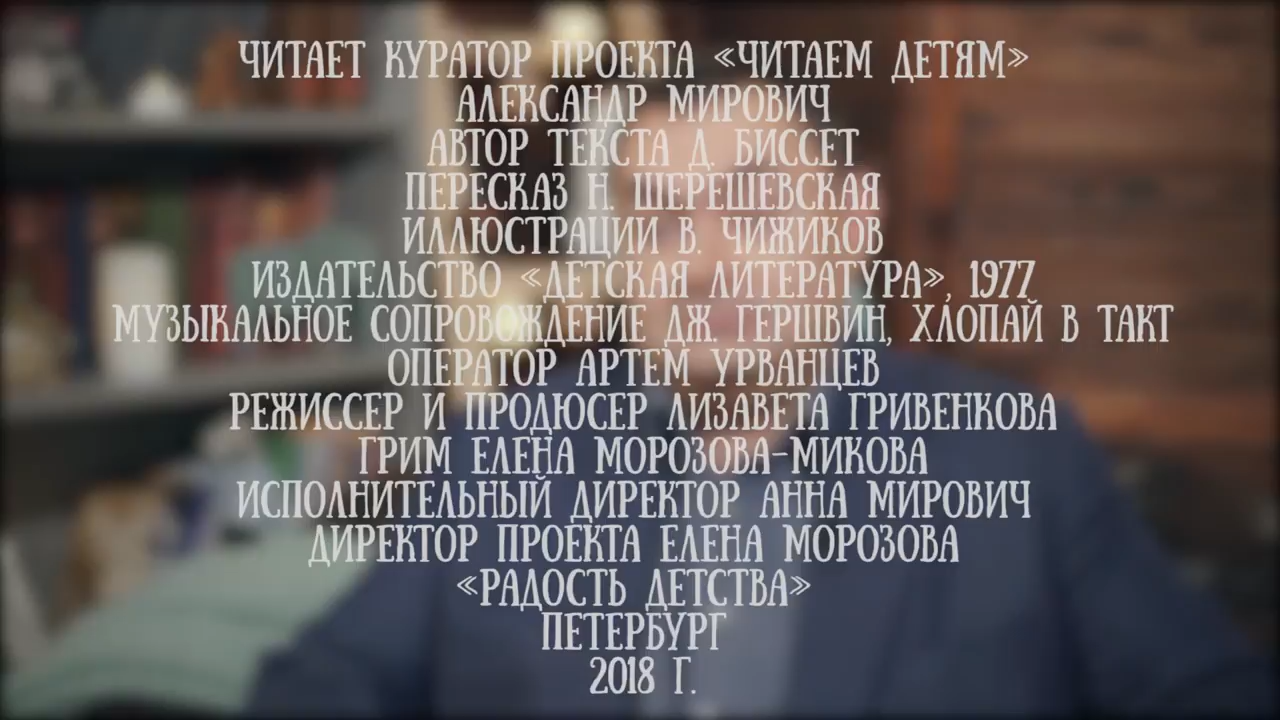 ЧИТАЕТ КУРАТОР ПРОЕКТА «ЧИТАЕМ ДЕТЯМ»
АЛЕКСАНДР МИРОВИЧ
АВТОР ТЕКСТА Д. БИССЕТ
ПЕРЕСКАЗ Н. ШЕРЕШЕВСКАЯ
ИЛЛЮСТРАЦИИ В. ЧИЖИКОВ
ИЗДАТЕЛЬСТВО «ДЕТСКАЯ ЛИТЕРАТУРА», 1977
МУЗЫКАЛЬНОЕ СОПРОВОЖДЕНИЕ ДЖ. ГЕРШВИН, ХЛОПАЙ В ТАКТ
ОПЕРАТОР АРТЕМ УРВАНЦЕВ
РЕЖИССЕР И ПРОДЮСЕР ЛИЗАВЕТА ГРИВЕНКОВА
ГРИМ ЕЛЕНА МОРОЗОВА-МИКОВА
ИСПОЛНИТЕЛЬНЫЙ ДИРЕКТОР АННА МИРОВИЧ
ДИРЕКТОР ПРОЕКТА ЕЛЕНА МОРОЗОВА
«РАДОСТЬ ДЕТСТВА»
ПЕТЕРБУРГ
2018 Г.